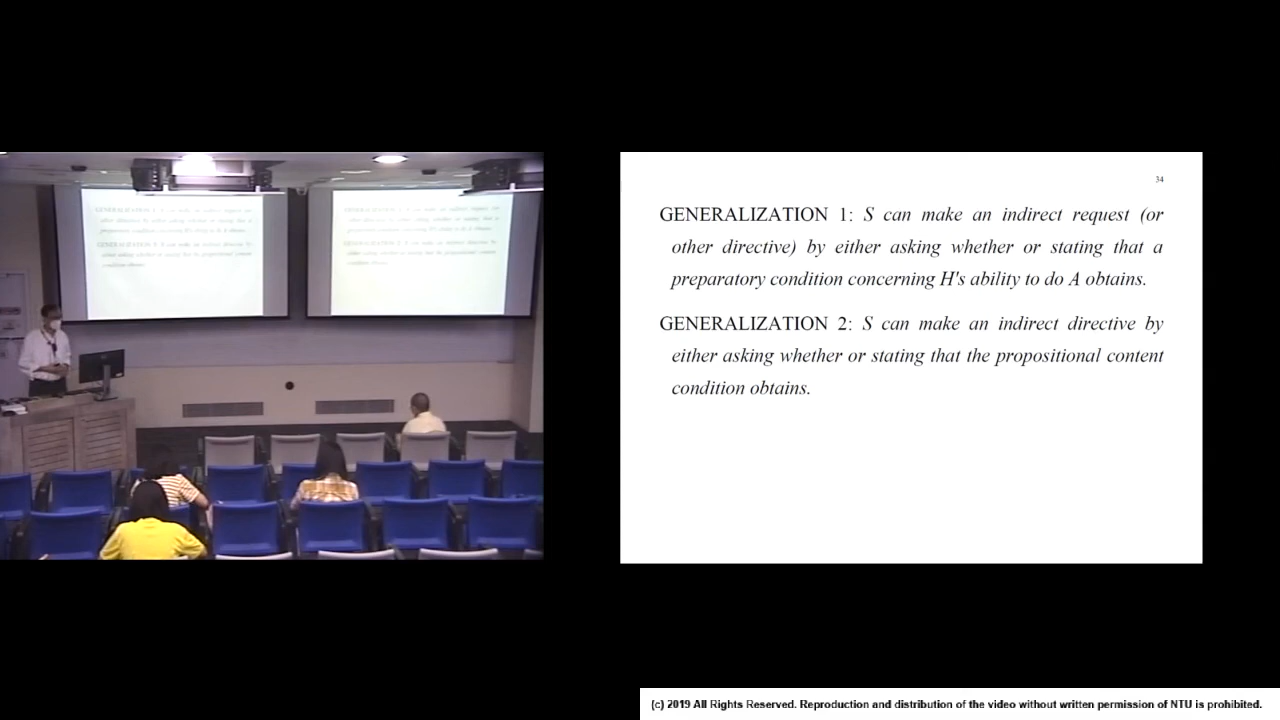 34
GENERALIZATION 1: S can make an indirect request (or
other directive) by either asking whether or stating that a
preparatory condition concerning H's ability to do A obtains.
GENERALIZATION 2: S can make an indirect directive by
either asking whether or stating that the propositional content
condition obtains.
(c) 2019 All Rights Reserved. Reproduction and distribution of the video without written permission of NTU is prohibited.